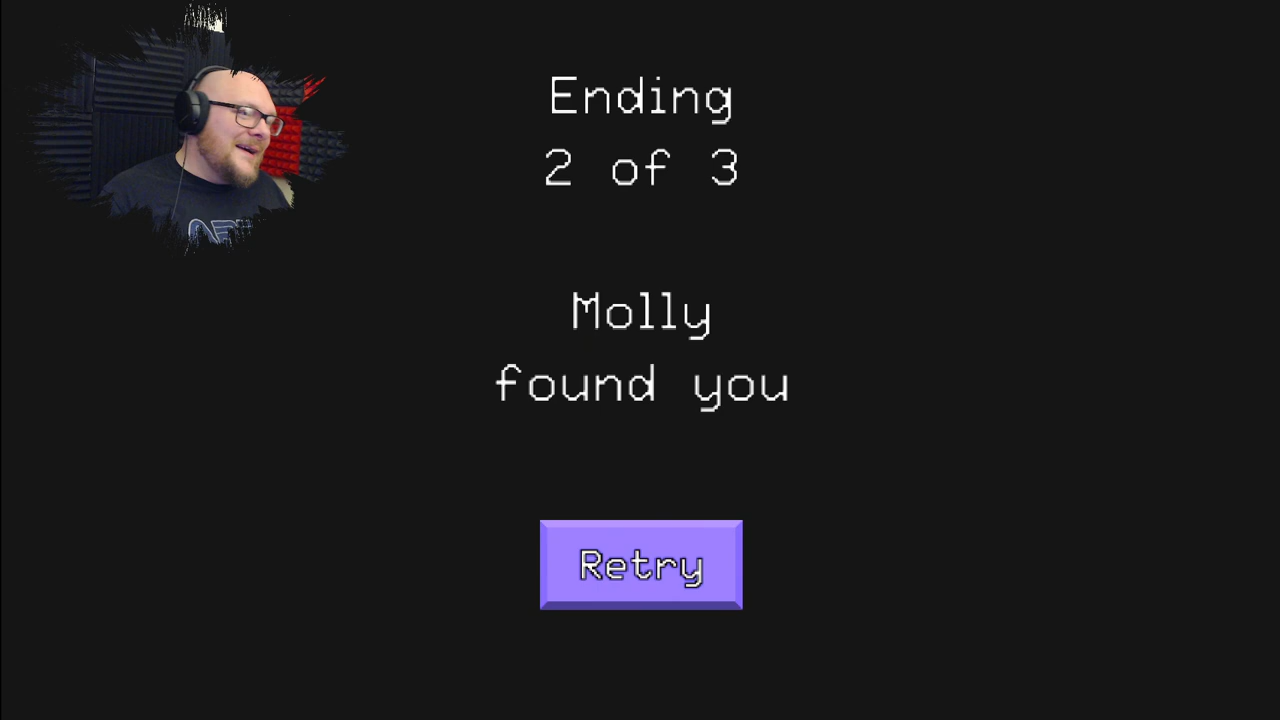 Ending
2 of 3
Molly
found you
Retry